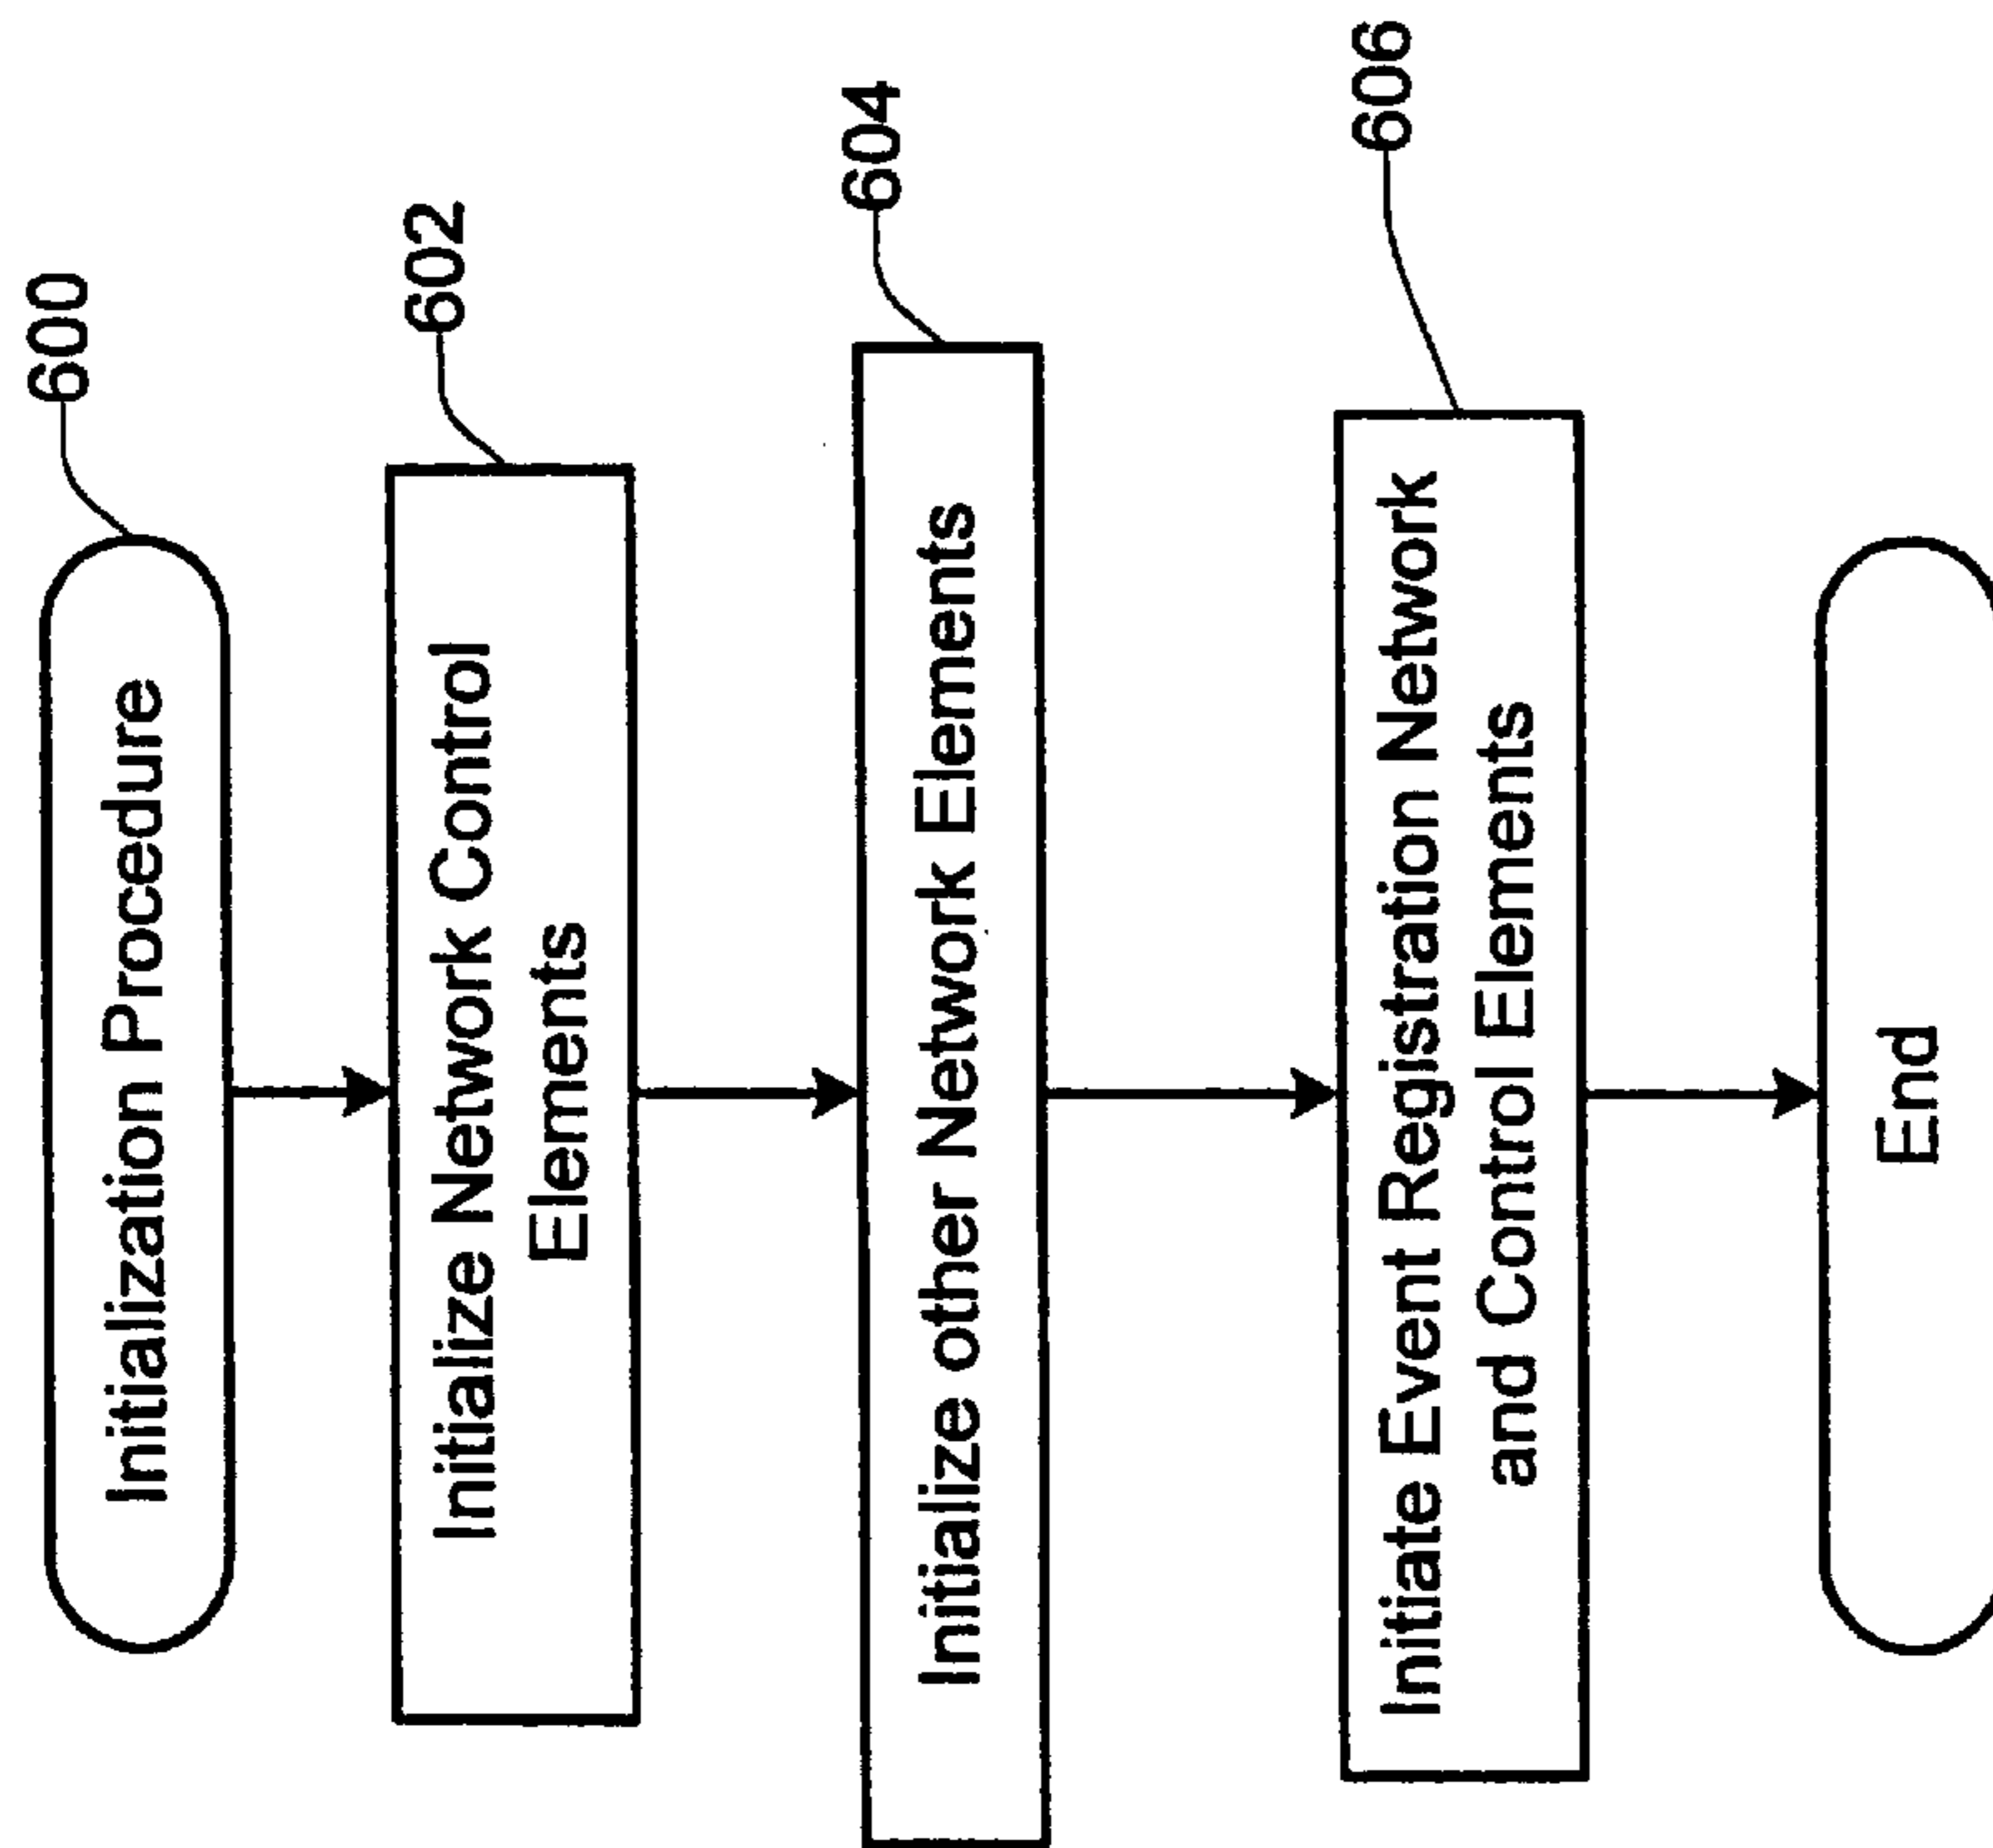 600
Initialization Procedure
602
Initialize Network Control
Elements
604
Initialize other Network Elements
606
Initiate Event Registration Network
and Control Elements
End